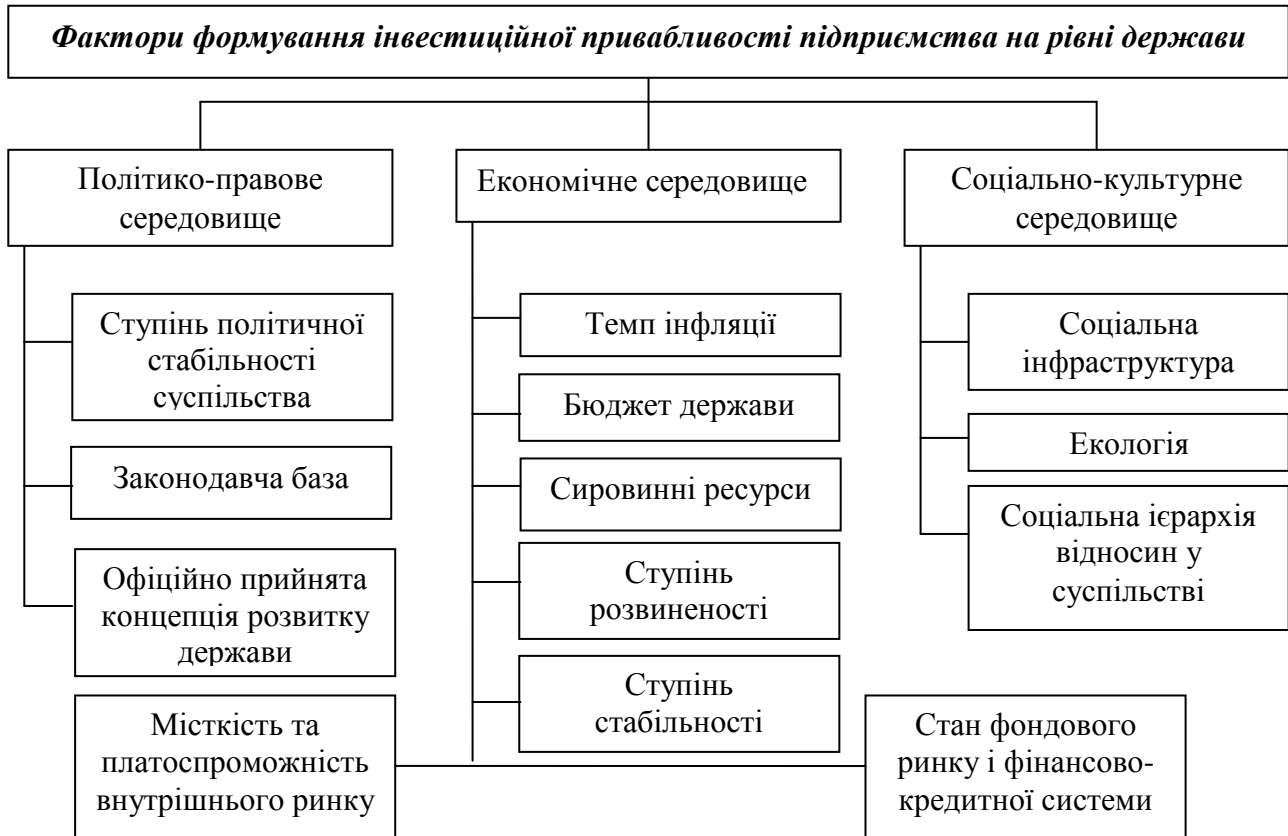 Фактори формування інвестиційної привабливості підприємства на рівні держави
Політико-правове
середовище
Ступінь політичної
стабільності
суспільства
Законодавча база
Офіційно прийнята
концепція розвитку
держави
Економічне середовище
Темп інфляції
Бюджет держави
Сировинні ресурси
Ступінь
розвиненості
Ступінь
стабільності
Місткість та
платоспроможність
внутрішнього ринку
Стан фондового
ринку і фінансово-
кредитної системи
Соціально-культурне
середовище
Соціальна
інфраструктура
Екологія
Соціальна ієрархія
відносин у
суспільстві